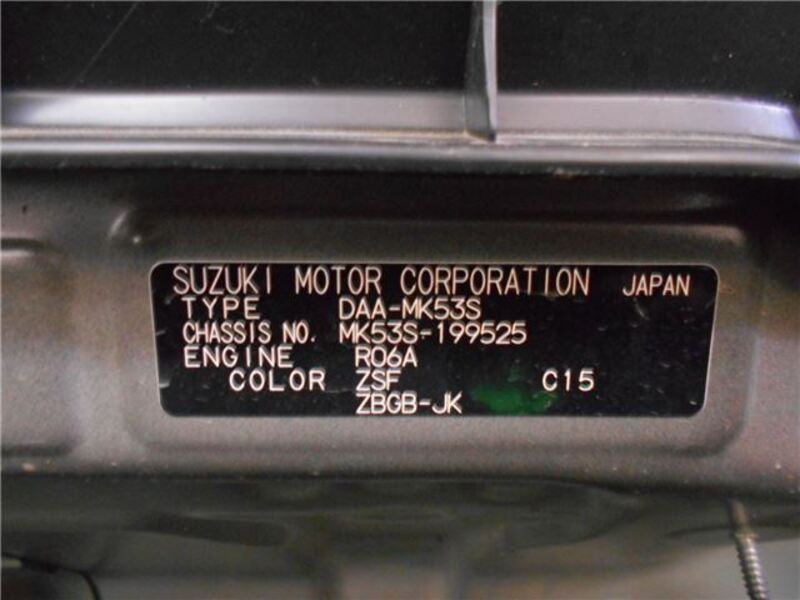 SUZUKI MOTOR CORPORATION JAPAN
TYPE DAA-MK53S
CHASSIS NO. MK53S-199525
ENGINE R06A
COLOR ZSF C15
ZBGB-JK